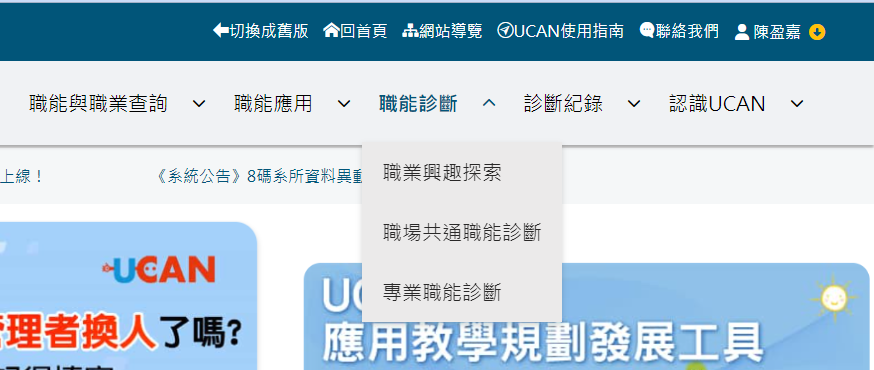 切換成舊版 回首頁 網站導覽 UCAN使用指南 聯絡我們 陳盈嘉
職能與職業查詢 職能應用 職能診斷 診斷紀錄 認識UCAN
上線！ 《系統公告》8碼系所資料異動
職業興趣探索
職場共通職能診斷
專業職能診斷
UCAN
管理者換人了嗎?
應用教學規劃發展工具